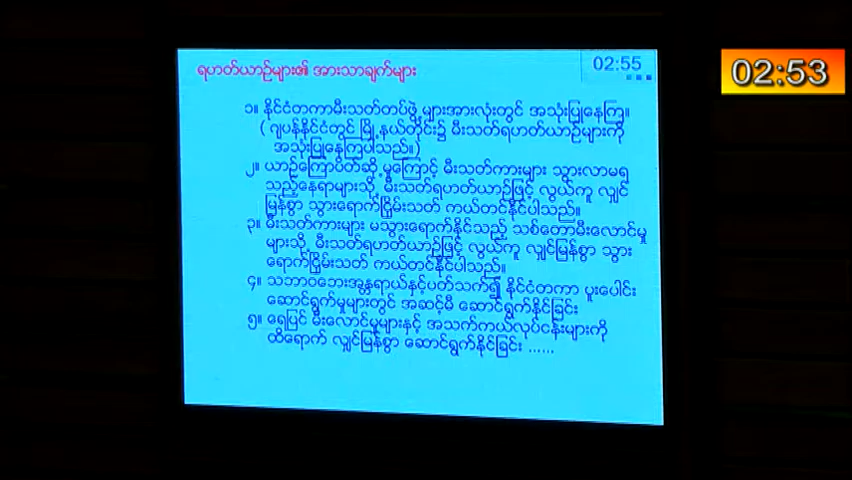 ရဟတ်ယာဉ်များ၏ အားသာချက်များ
02:55
02:53
၁။ နိုင်ငံတကာမီးသတ်တပ်ဖွဲ့များအားလုံးတွင် အသုံးပြုနေကြ။
( ဂျပန်နိုင်ငံတွင် မြို့နယ်တိုင်း၌ မီးသတ်ရဟတ်ယာဉ်များကို
အသုံးပြုနေကြပါသည်။)
၂။ ယာဉ်ကြောပိတ်ဆို့မှုကြောင့် မီးသတ်ကားများ သွားလာမရ
သည့်နေရာများသို့ မီးသတ်ရဟတ်ယာဉ်ဖြင့် လွယ်ကူ လျှင်
မြန်စွာ သွားရောက်ငြှိမ်းသတ် ကယ်တင်နိုင်ပါသည်။
၃။ မီးသတ်ကားများ မသွားရောက်နိုင်သည့် သစ်တောမီးလောင်မှု
များသို့ မီးသတ်ရဟတ်ယာဉ်ဖြင့် လွယ်ကူ လျှင်မြန်စွာ သွား
ရောက်ငြှိမ်းသတ် ကယ်တင်နိုင်ပါသည်။
၄။ သဘာဝဘေးအန္တရာယ်နှင့်ပတ်သက်၍ နိုင်ငံတကာ ပူးပေါင်း
ဆောင်ရွက်မှုများတွင် အဆင့်မီ ဆောင်ရွက်နိုင်ခြင်း
၅။ ရေပြင် မီးလောင်မှုများနှင့် အသက်ကယ်လုပ်ငန်းများကို
ထိရောက် လျှင်မြန်စွာ ဆောင်ရွက်နိုင်ခြင်း ......